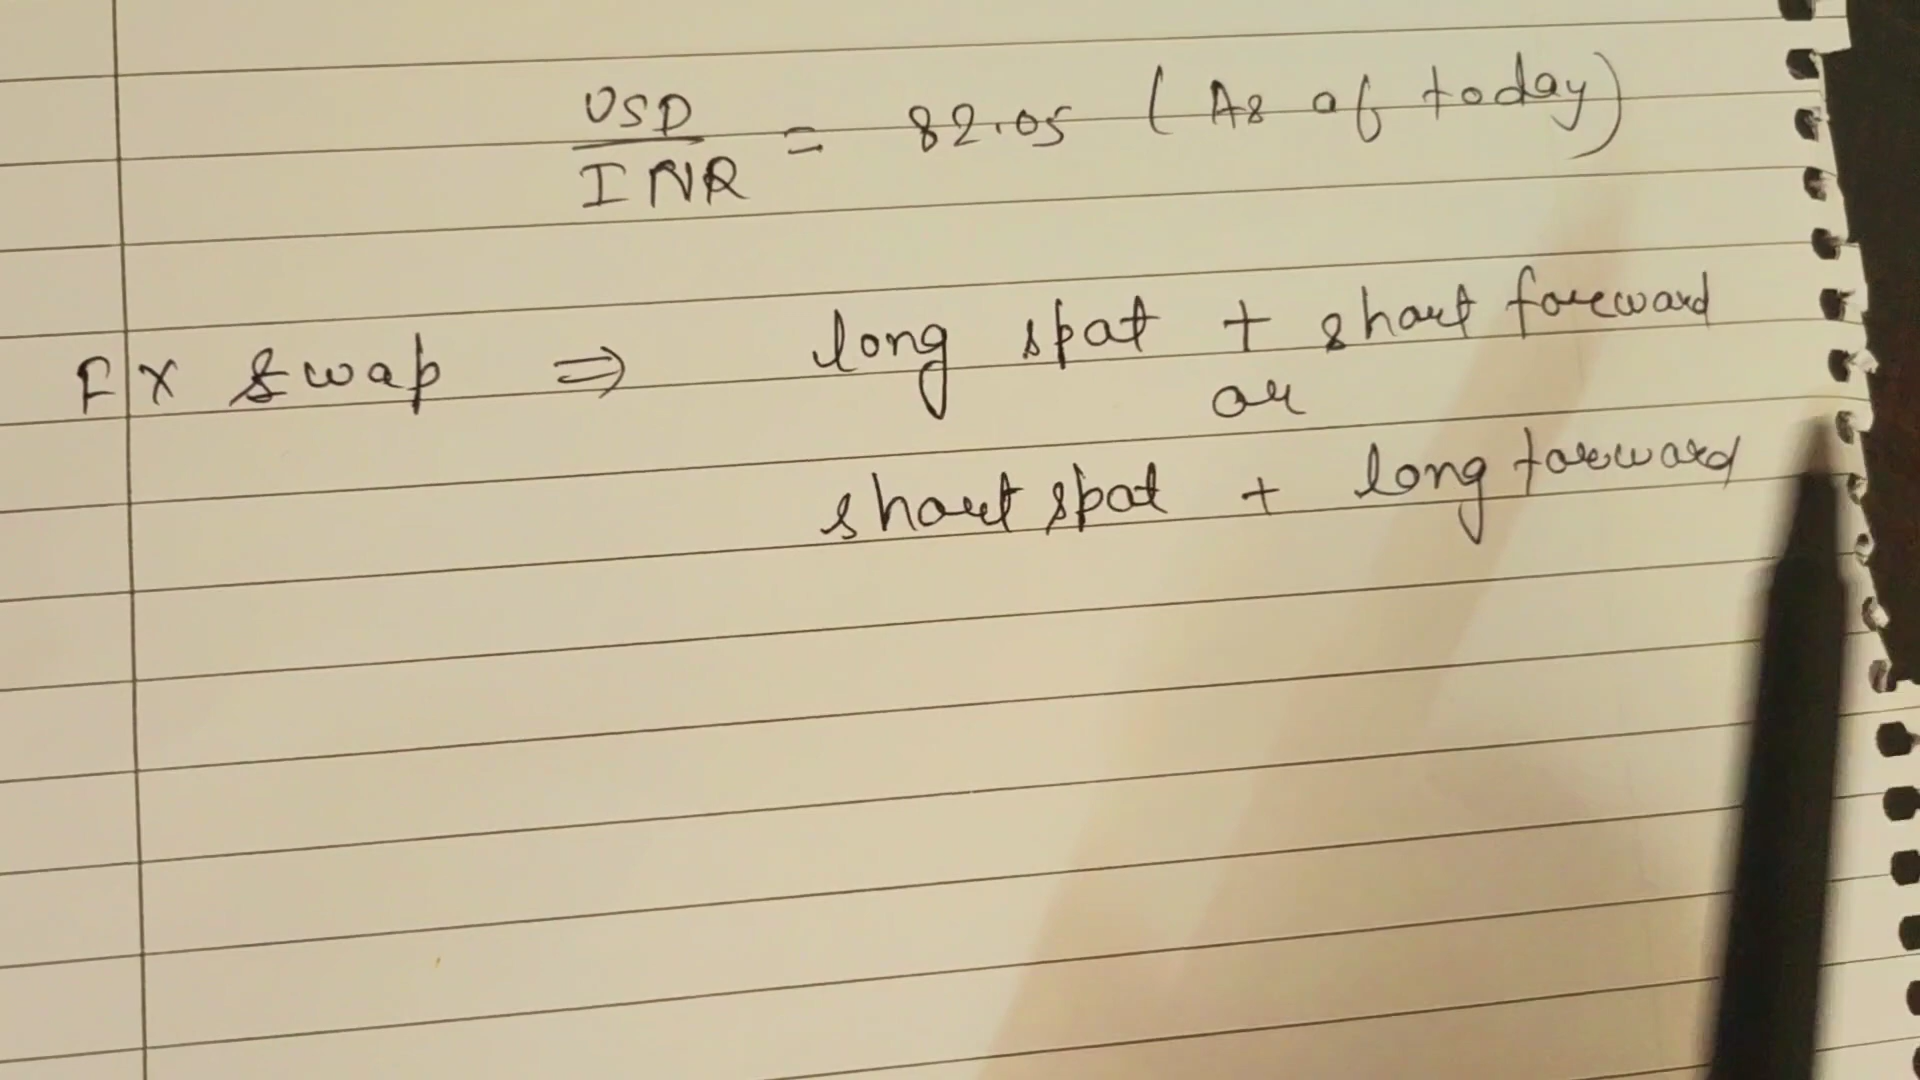 USD
INR = 82.05 (As of today)
FX swap ⇒ long spot + short forward
or
short spot + long forward